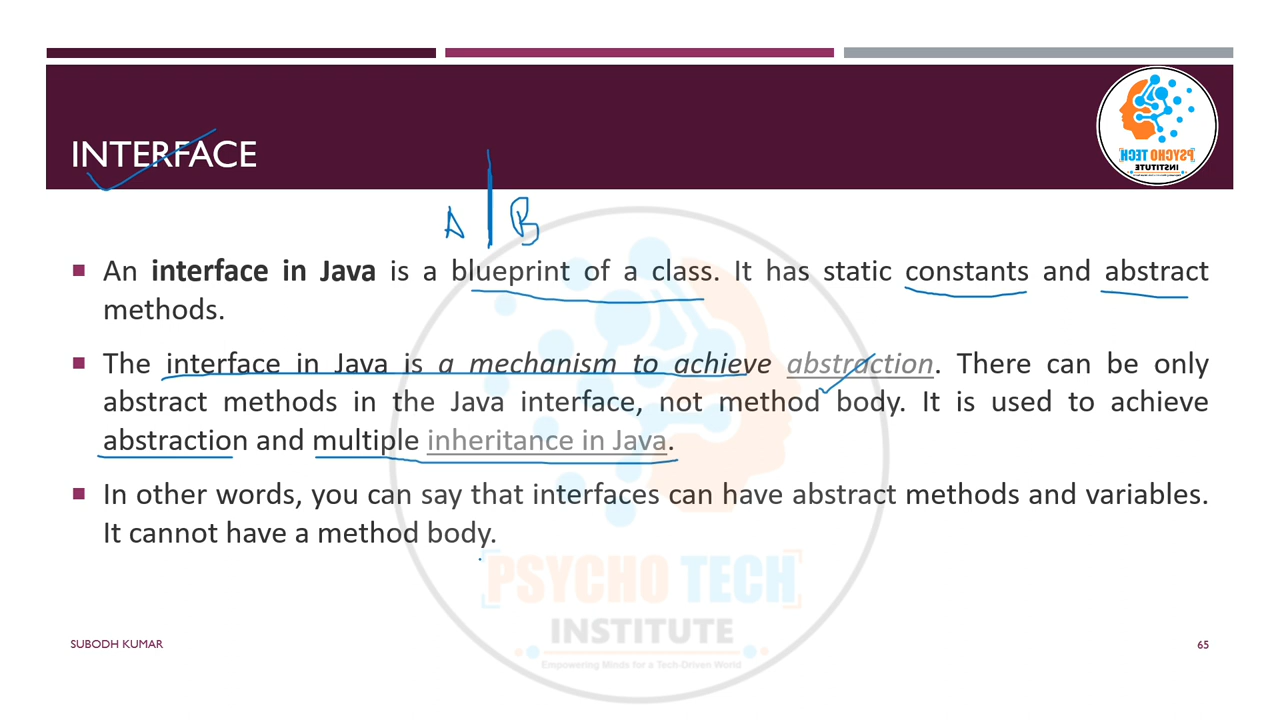 INTERFACE
PSYCHO TECH
INSTITUTE
A | B
An interface in Java is a blueprint of a class. It has static constants and abstract
methods.
The interface in Java is a mechanism to achieve abstraction. There can be only
abstract methods in the Java interface, not method body. It is used to achieve
abstraction and multiple inheritance in Java.
In other words, you can say that interfaces can have abstract methods and variables.
It cannot have a method body.
PSYCHO TECH
INSTITUTE
Empowering Minds for a Tech-Driven World
SUBODH KUMAR
65